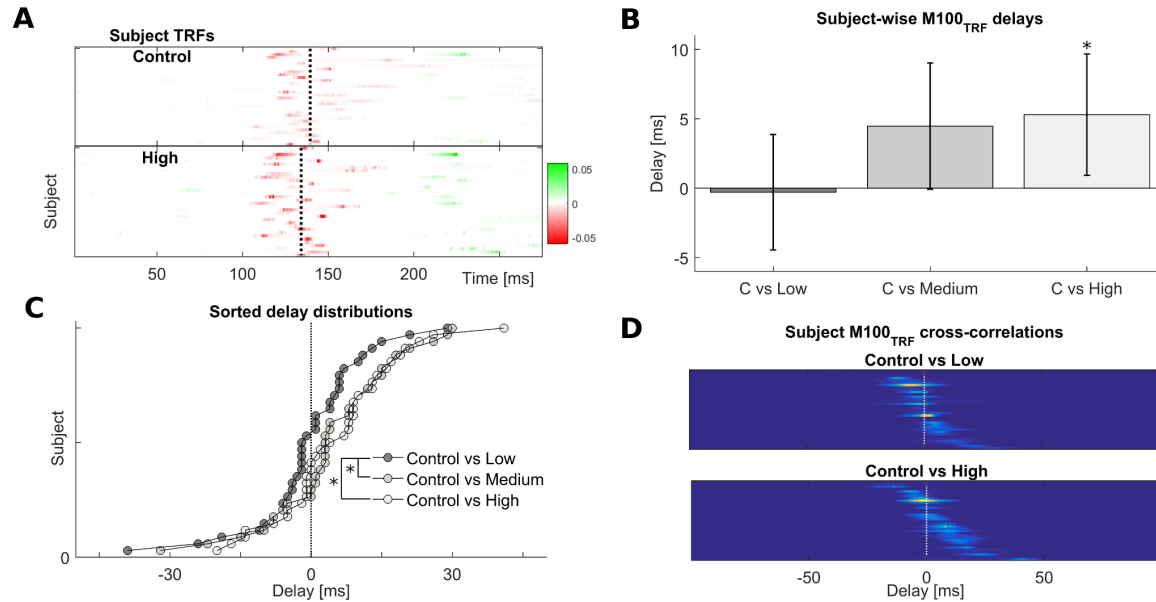 A
Subject TRFs
Control
High
Subject
0.05
0
-0.05
50
100
150
200
Time [ms]
B
Subject-wise M100TRF delays
Delay [ms]
10
5
0
-5
*
C vs Low
C vs Medium
C vs High
C
Sorted delay distributions
Subject
0
Control vs Low
Control vs Medium
Control vs High
*
*
-30
0
30
Delay [ms]
D
Subject M100TRF cross-correlations
Control vs Low
Control vs High
-50
0
50
Delay [ms]